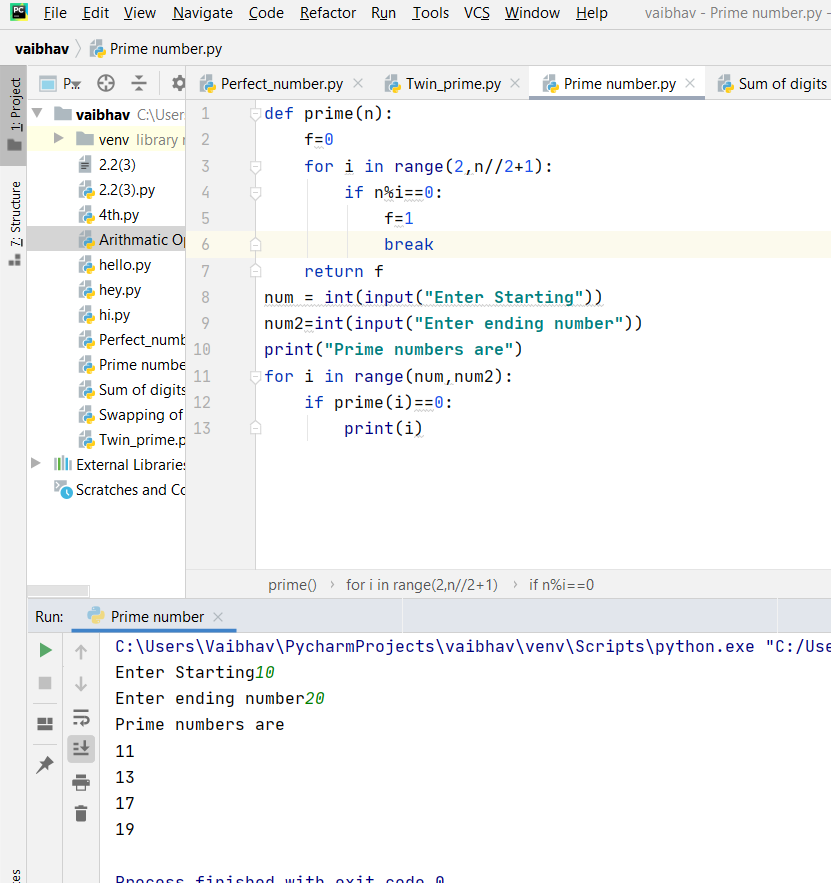 File Edit View Navigate Code Refactor Run Tools VCS Window Help vaibhav - Prime number.py -
vaibhav Prime number.py
1: Project
7: Structure
P...
Perfect_number.py Twin_prime.py Prime number.py Sum of digits
vaibhav C:\User
venv library r
2.2(3)
2.2(3).py
4th.py
Arithmatic Op
hello.py
hey.py
hi.py
Perfect_numb
Prime numbe
Sum of digits
Swapping of
Twin_prime.p
External Libraries
Scratches and Co
1 def prime(n):
2 f=0
3 for i in range(2,n//2+1):
4 if n%i==0:
5 f=1
6 break
7 return f
8 num = int(input("Enter Starting"))
9 num2=int(input("Enter ending number"))
10 print("Prime numbers are")
11 for i in range(num,num2):
12 if prime(i)==0:
13 print(i)
prime() for i in range(2,n//2+1) if n%i==0
Run: Prime number
C:\Users\Vaibhav\PycharmProjects\vaibhav\venv\Scripts\python.exe "C:/Use
Enter Starting10
Enter ending number20
Prime numbers are
11
13
17
19
Process finished with exit code 0